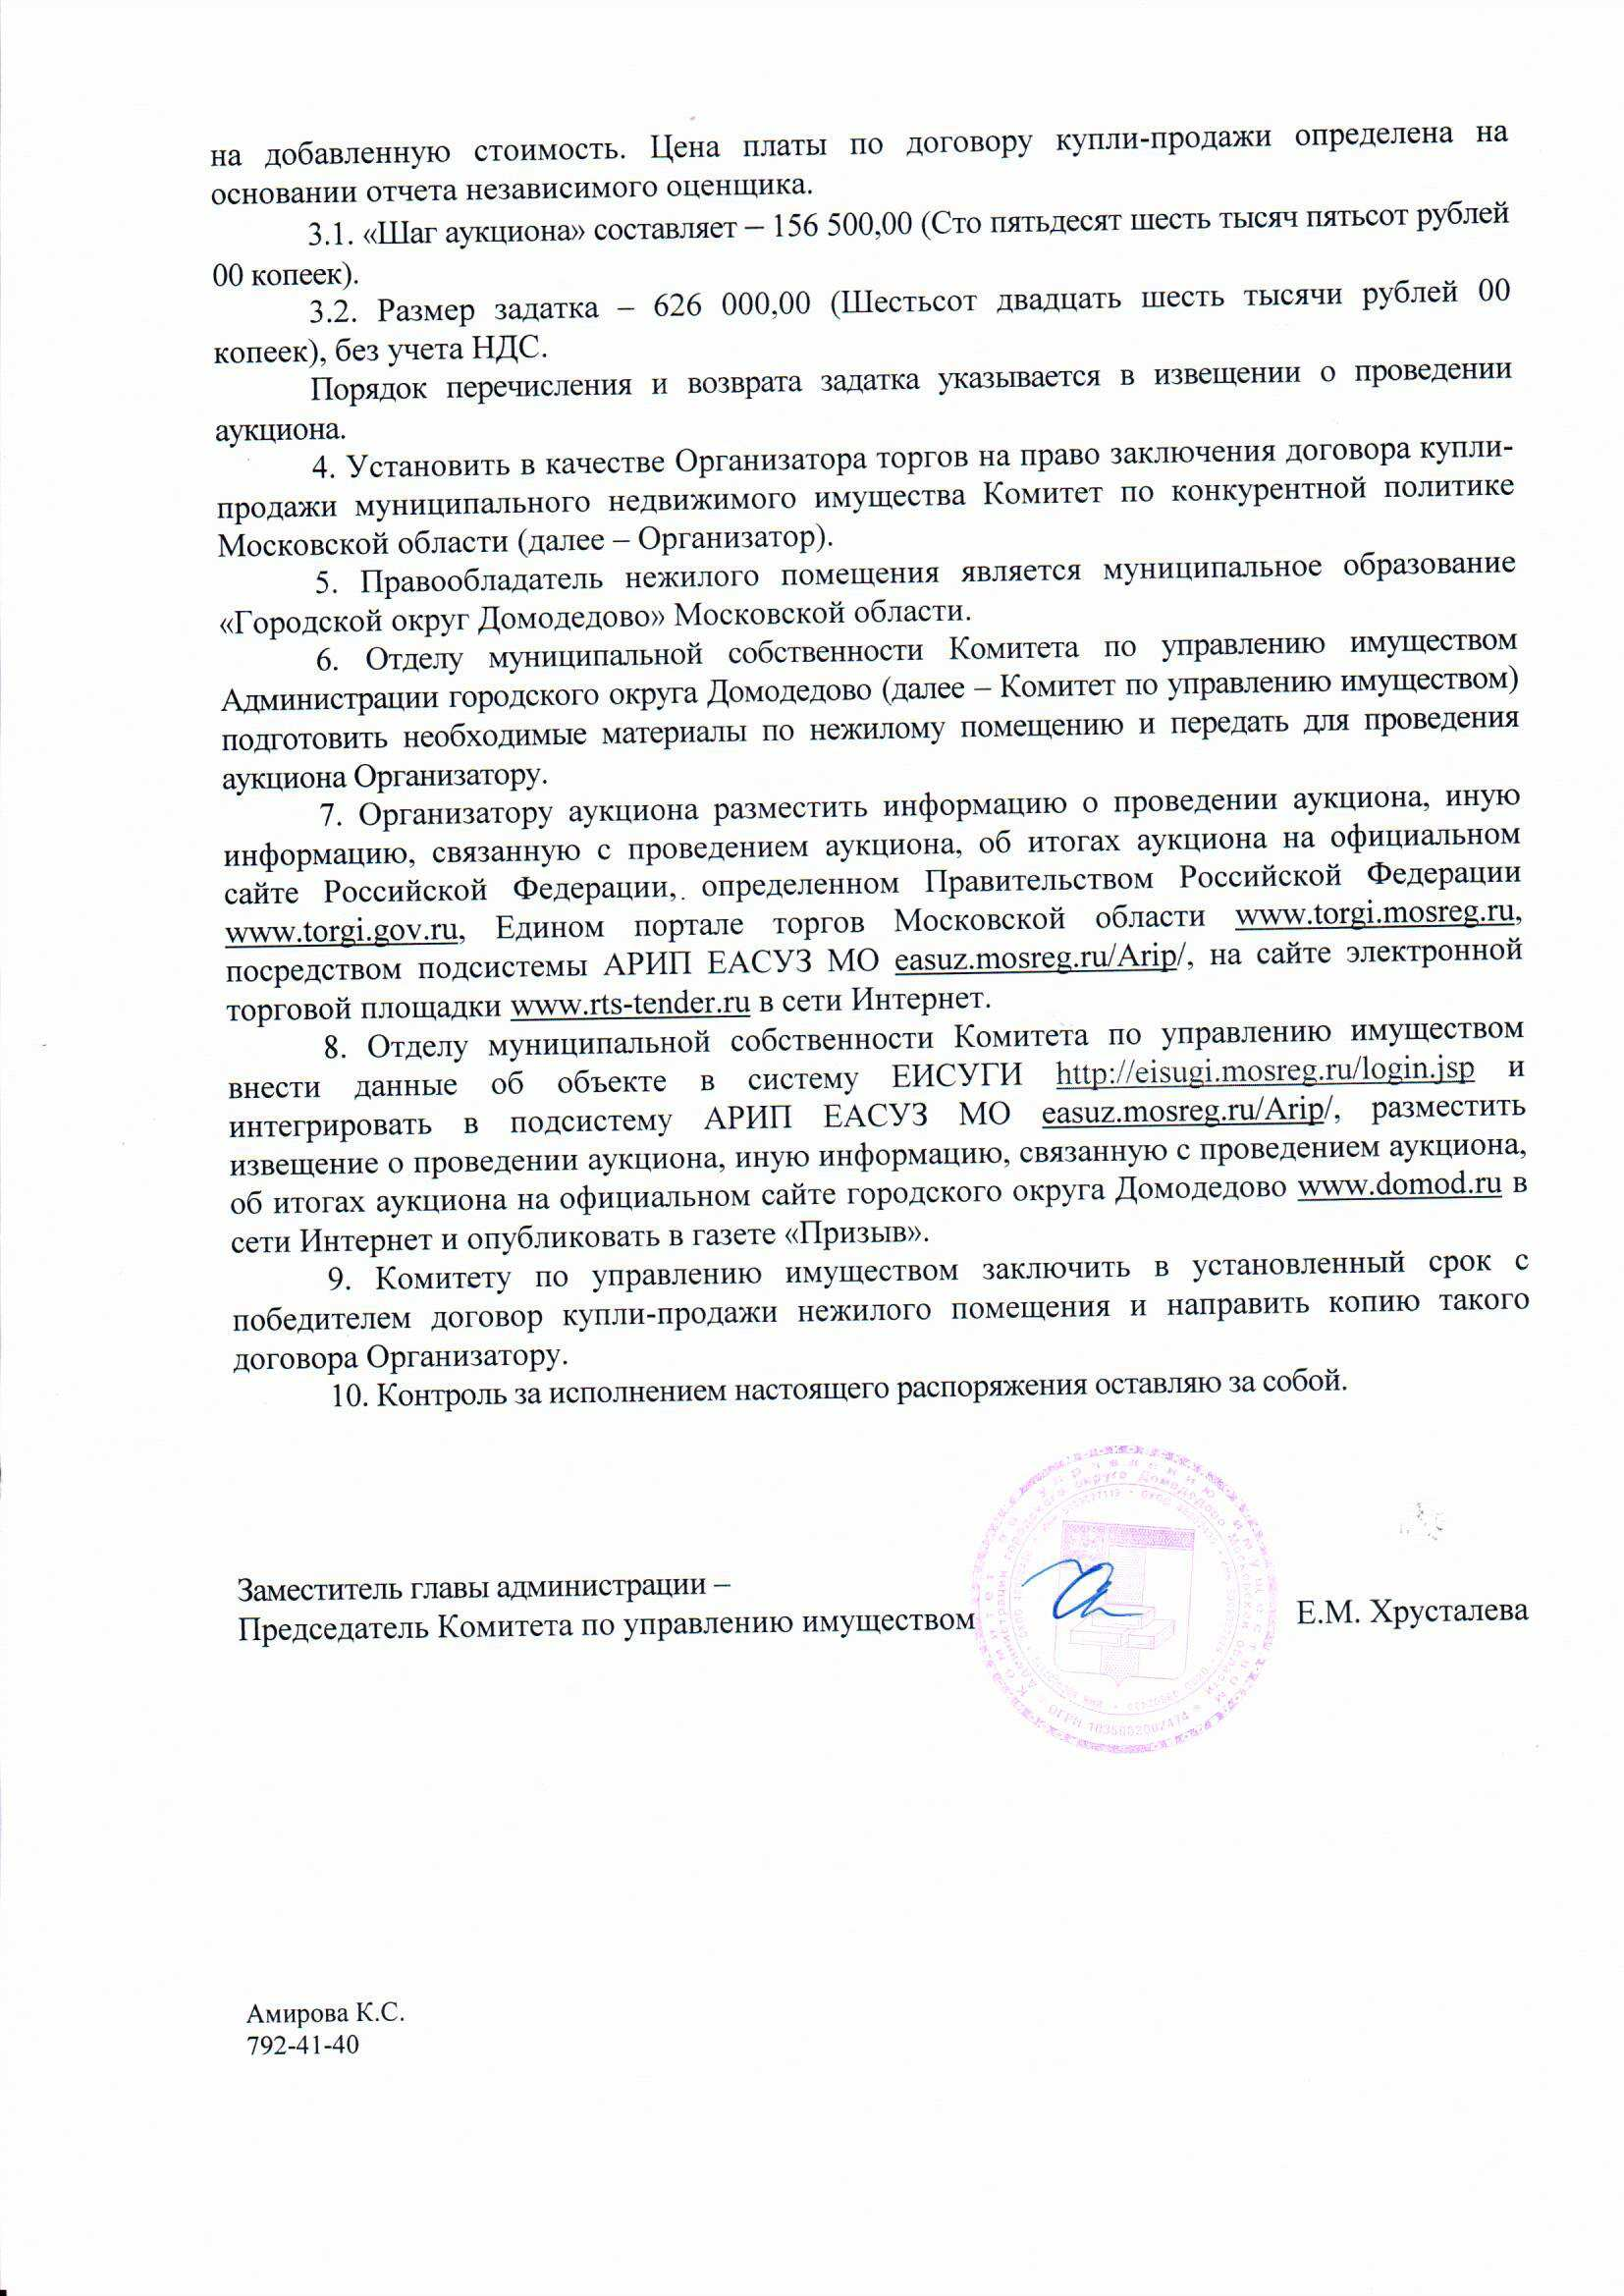 на добавленную стоимость. Цена платы по договору купли-продажи определена на
основании отчета независимого оценщика.
3.1. «Шаг аукциона» составляет – 156 500,00 (Сто пятьдесят шесть тысяч пятьсот рублей
00 копеек).
3.2. Размер задатка – 626 000,00 (Шестьсот двадцать шесть тысячи рублей 00
копеек), без учета НДС.
Порядок перечисления и возврата задатка указывается в извещении о проведении
аукциона.
4. Установить в качестве Организатора торгов на право заключения договора купли-
продажи муниципального недвижимого имущества Комитет по конкурентной политике
Московской области (далее – Организатор).
5. Правообладатель нежилого помещения является муниципальное образование
«Городской округ Домодедово» Московской области.
6. Отделу муниципальной собственности Комитета по управлению имуществом
Администрации городского округа Домодедово (далее – Комитет по управлению имуществом)
подготовить необходимые материалы по нежилому помещению и передать для проведения
аукциона Организатору.
7. Организатору аукциона разместить информацию о проведении аукциона, иную
информацию, связанную с проведением аукциона, об итогах аукциона на официальном
сайте Российской Федерации, определенном Правительством Российской Федерации
www.torgi.gov.ru, Едином портале торгов Московской области www.torgi.mosreg.ru,
посредством подсистемы АРИП ЕАСУЗ МО easuz.mosreg.ru/Arip/, на сайте электронной
торговой площадки www.rts-tender.ru в сети Интернет.
8. Отделу муниципальной собственности Комитета по управлению имуществом
внести данные об объекте в систему ЕИСУГИ http://eisugi.mosreg.ru/login.jsp и
интегрировать в подсистему АРИП ЕАСУЗ МО easuz.mosreg.ru/Arip/, разместить
извещение о проведении аукциона, иную информацию, связанную с проведением аукциона,
об итогах аукциона на официальном сайте городского округа Домодедово www.domod.ru в
сети Интернет и опубликовать в газете «Призыв».
9. Комитету по управлению имуществом заключить в установленный срок с
победителем договор купли-продажи нежилого помещения и направить копию такого
договора Организатору.
10. Контроль за исполнением настоящего распоряжения оставляю за собой.
Заместитель главы администрации –
Председатель Комитета по управлению имуществом Е.М. Хрусталева
Комитет по управлению имуществом
Администрации городского округа Домодедово Московской области
ОГРН
Амирова К.С.
792-41-40